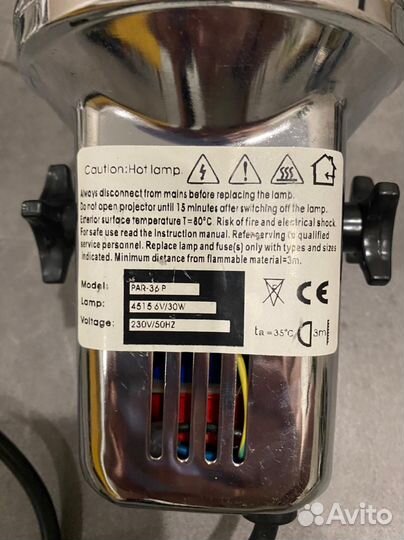 Caution:Hot lamp
Always disconnect from mains before replacing the lamp.
Do not open projector until 15 minutes after switching off the lamp.
Exterior surface temperature T=80°C. Risk of fire and electrical shock.
For safe use read the instruction manual. Refer servicing to qualified
service personnel. Replace lamp and fuse(s) only with types and sizes
indicated. Minimum distance from flammable material=3m.
Model: PAR-36 P
Lamp: 4515 6V/30W
Voltage: 230V/50HZ
CE
ta=35°C 3m
Avito